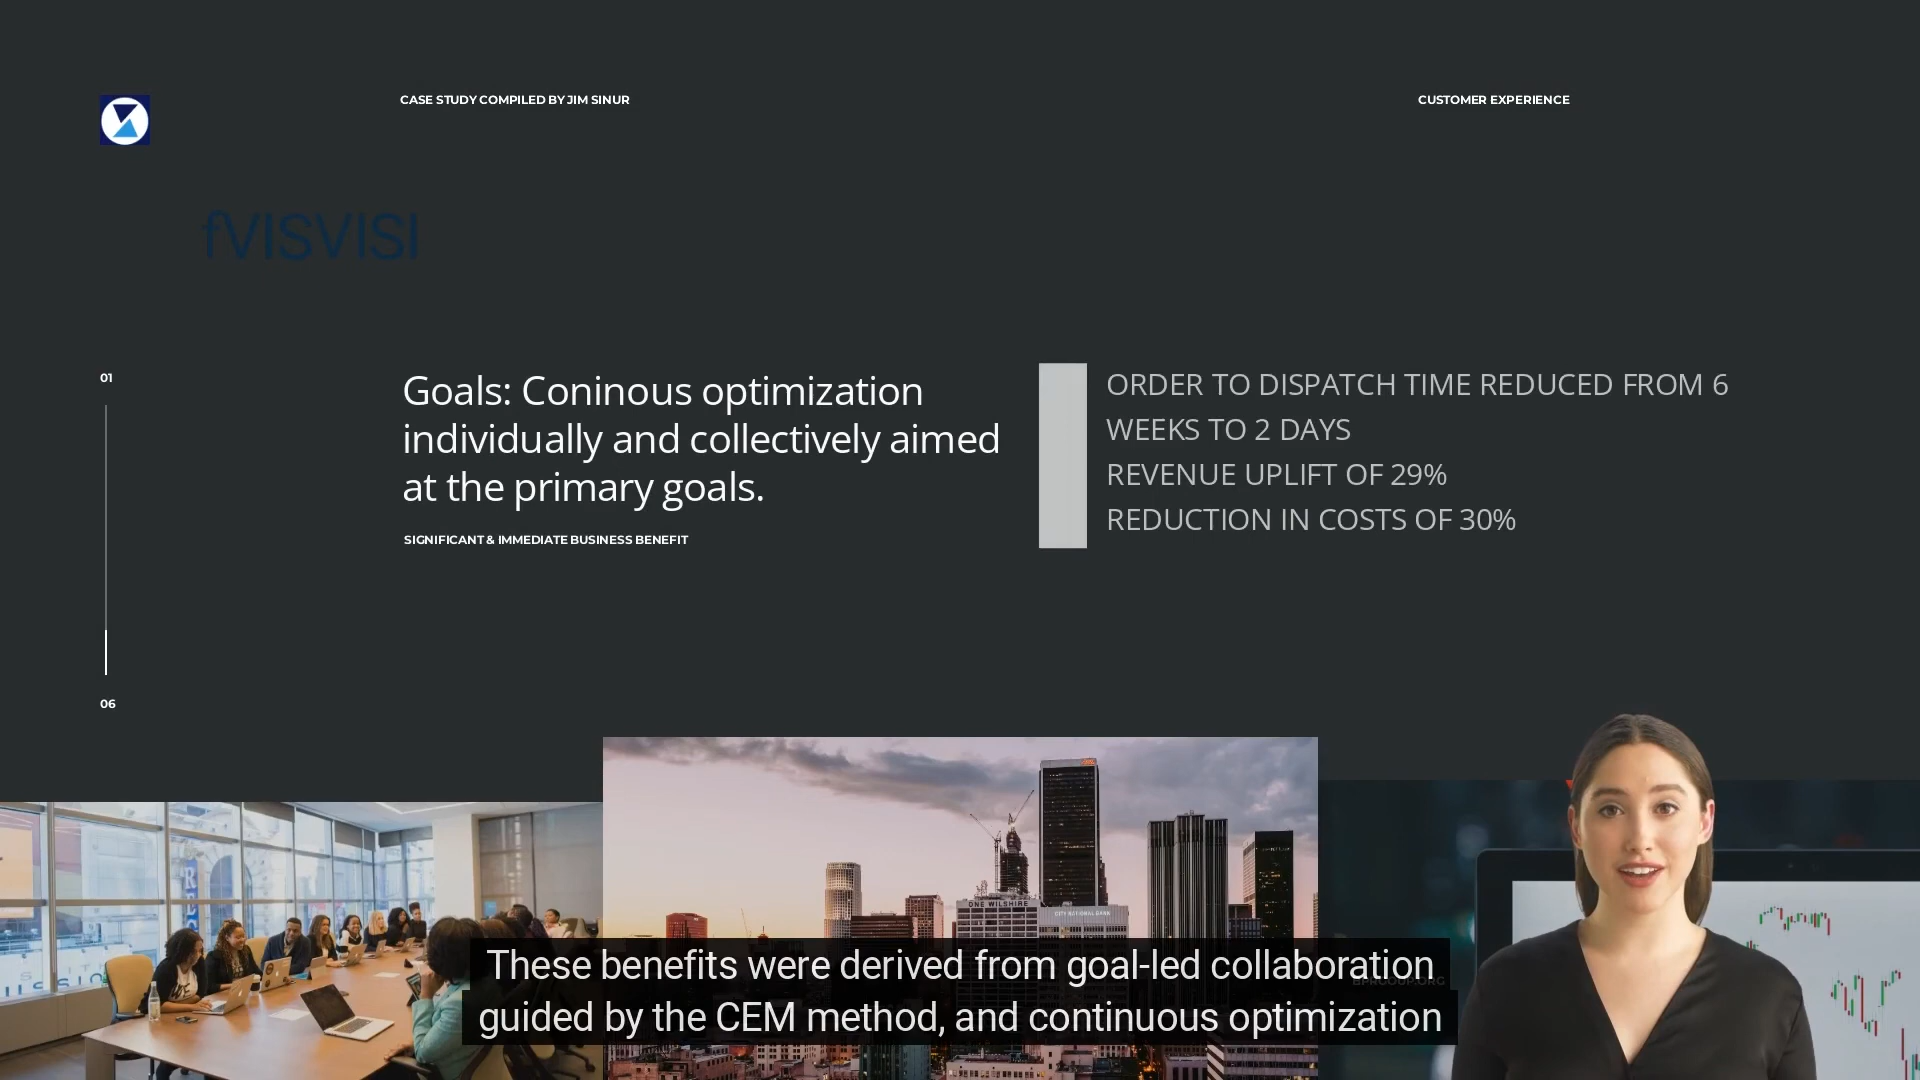 CASE STUDY COMPILED BY JIM SINUR
CUSTOMER EXPERIENCE
fVISVISI
01
Goals: Coninous optimization
individually and collectively aimed
at the primary goals.
SIGNIFICANT & IMMEDIATE BUSINESS BENEFIT
ORDER TO DISPATCH TIME REDUCED FROM 6
WEEKS TO 2 DAYS
REVENUE UPLIFT OF 29%
REDUCTION IN COSTS OF 30%
06
ONE WILSHIRE
CITY NATIONAL BANK
These benefits were derived from goal-led collaboration
guided by the CEM method, and continuous optimization